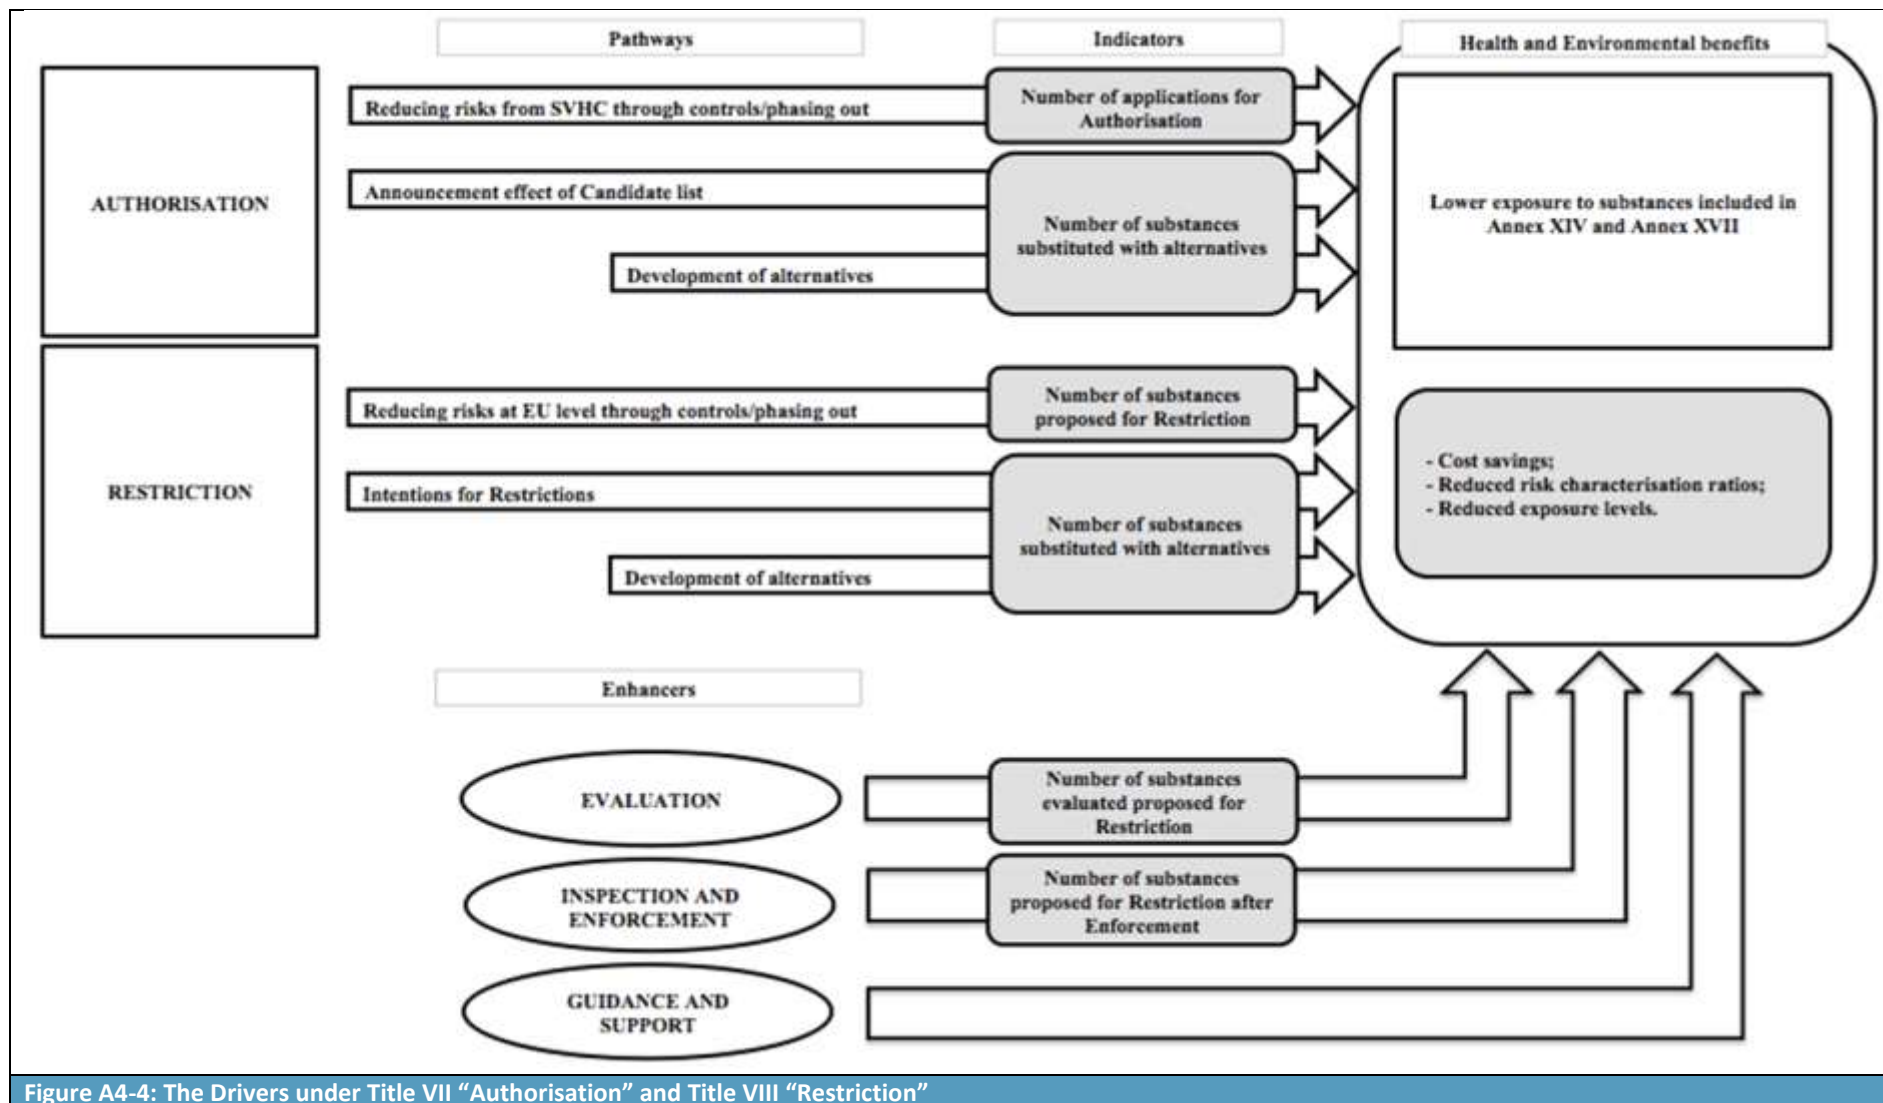 Pathways
Indicators
Health and Environmental benefits
AUTHORISATION
Reducing risks from SVHC through controls/phasing out
Number of applications for
Authorisation
Announcement effect of Candidate list
Development of alternatives
Number of substances
substituted with alternatives
Lower exposure to substances included in
Annex XIV and Annex XVII
RESTRICTION
Reducing risks at EU level through controls/phasing out
Number of substances
proposed for Restriction
Intentions for Restrictions
Development of alternatives
Number of substances
substituted with alternatives
- Cost savings;
- Reduced risk characterisation ratios;
- Reduced exposure levels.
Enhancers
EVALUATION
Number of substances
evaluated proposed for
Restriction
INSPECTION AND
ENFORCEMENT
Number of substances
proposed for Restriction after
Enforcement
GUIDANCE AND
SUPPORT
Figure A4-4: The Drivers under Title VII “Authorisation” and Title VIII “Restriction”